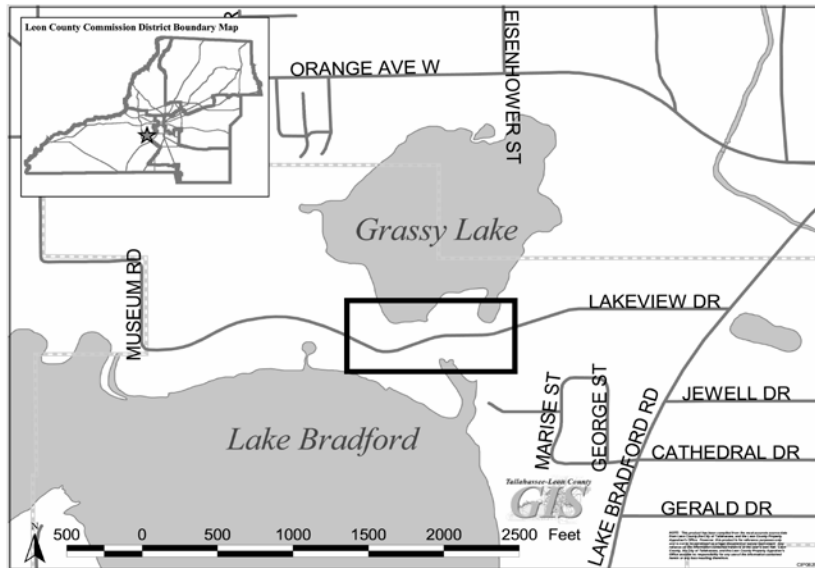 Leon County Commission District Boundary Map
ORANGE AVE W
EISENHOWER ST
Grassy Lake
MUSEUM RD
LAKEVIEW DR
Lake Bradford
MARISE ST
GEORGE ST
LAKE BRADFORD RD
JEWELL DR
CATHEDRAL DR
GERALD DR
Tallahassee-Leon County
GIS
N
500 0 500 1000 1500 2000 2500 Feet